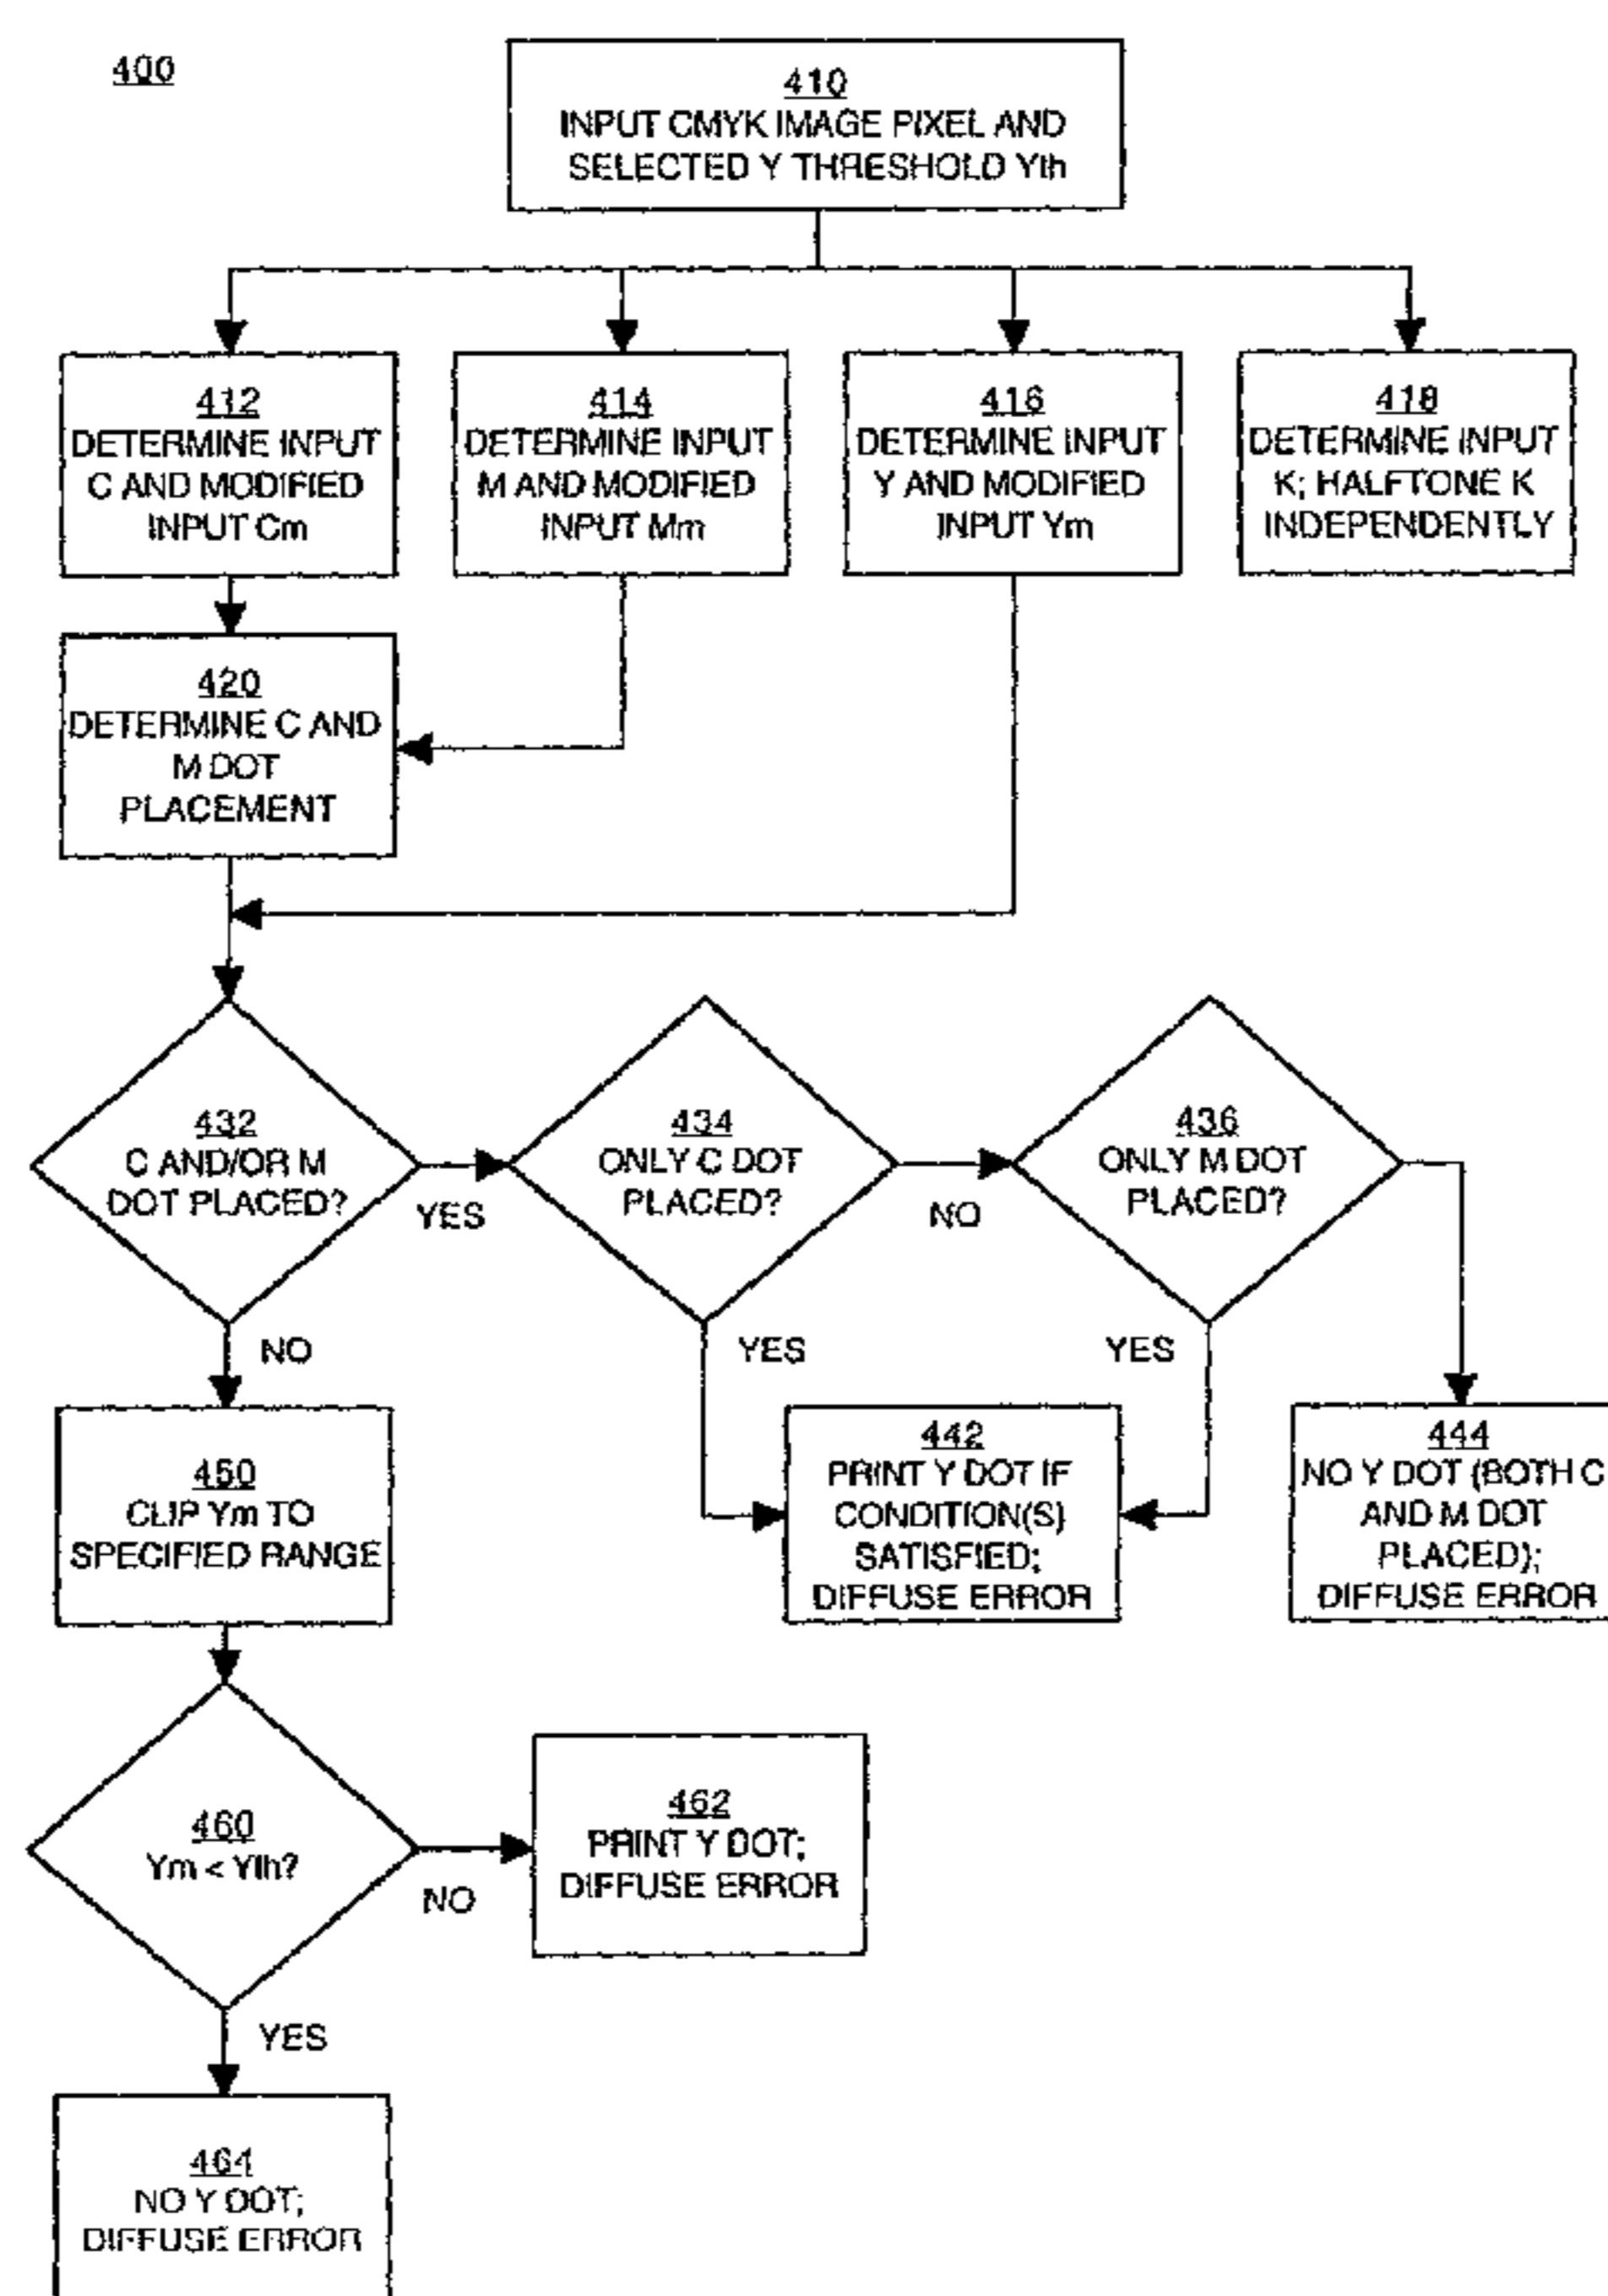 400
410
INPUT CMYK IMAGE PIXEL AND
SELECTED Y THRESHOLD Yth
412
DETERMINE INPUT
C AND MODIFIED
INPUT Cm
414
DETERMINE INPUT
M AND MODIFIED
INPUT Mm
416
DETERMINE INPUT
Y AND MODIFIED
INPUT Ym
418
DETERMINE INPUT
K; HALFTONE K
INDEPENDENTLY
420
DETERMINE C AND
M DOT
PLACEMENT
432
C AND/OR M
DOT PLACED?
YES
434
ONLY C DOT
PLACED?
NO
436
ONLY M DOT
PLACED?
NO
YES
YES
450
CLIP Ym TO
SPECIFIED RANGE
442
PRINT Y DOT IF
CONDITION(S)
SATISFIED;
DIFFUSE ERROR
444
NO Y DOT (BOTH C
AND M DOT
PLACED);
DIFFUSE ERROR
460
Ym < Yth?
NO
462
PRINT Y DOT;
DIFFUSE ERROR
YES
464
NO Y DOT;
DIFFUSE ERROR